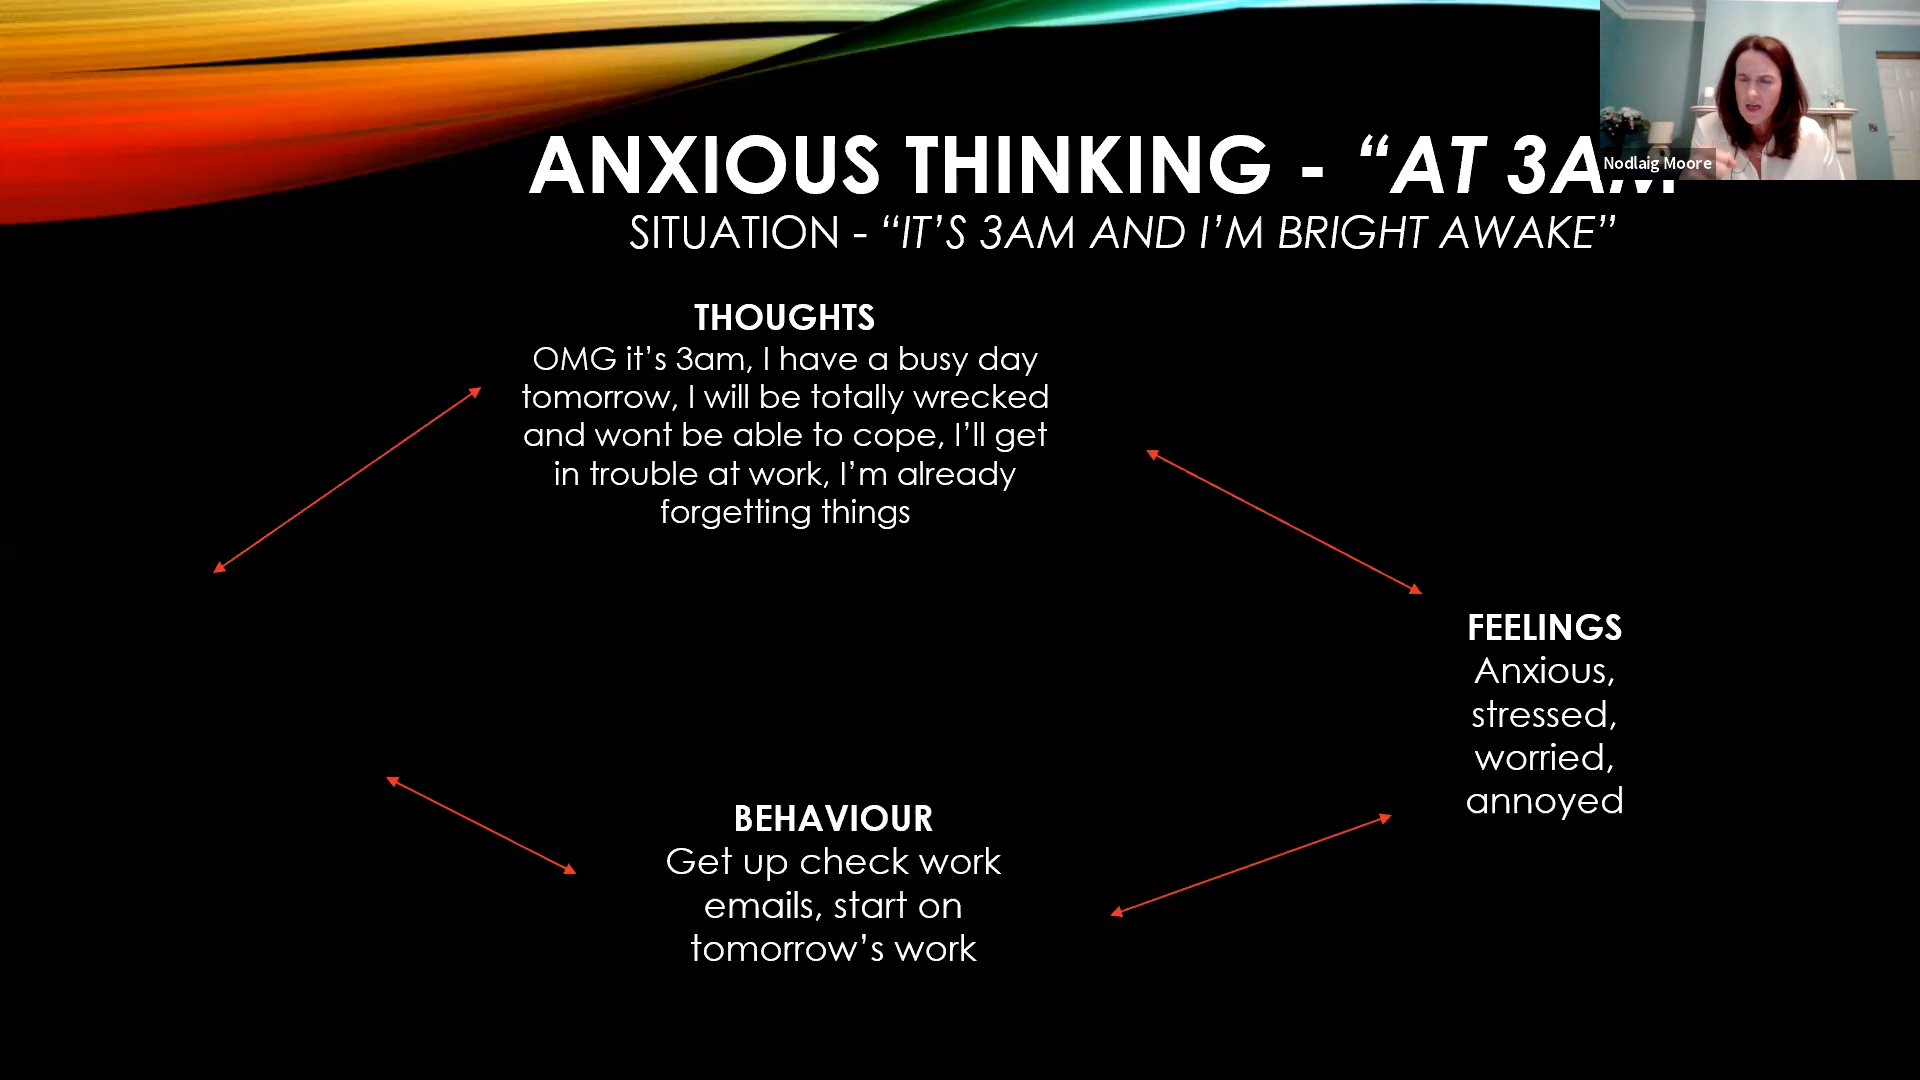 ANXIOUS THINKING - “AT 3AM
SITUATION - “IT’S 3AM AND I’M BRIGHT AWAKE”
Nodlaig Moore
THOUGHTS
OMG it’s 3am, I have a busy day
tomorrow, I will be totally wrecked
and wont be able to cope, I’ll get
in trouble at work, I’m already
forgetting things
FEELINGS
Anxious,
stressed,
worried,
annoyed
BEHAVIOUR
Get up check work
emails, start on
tomorrow’s work